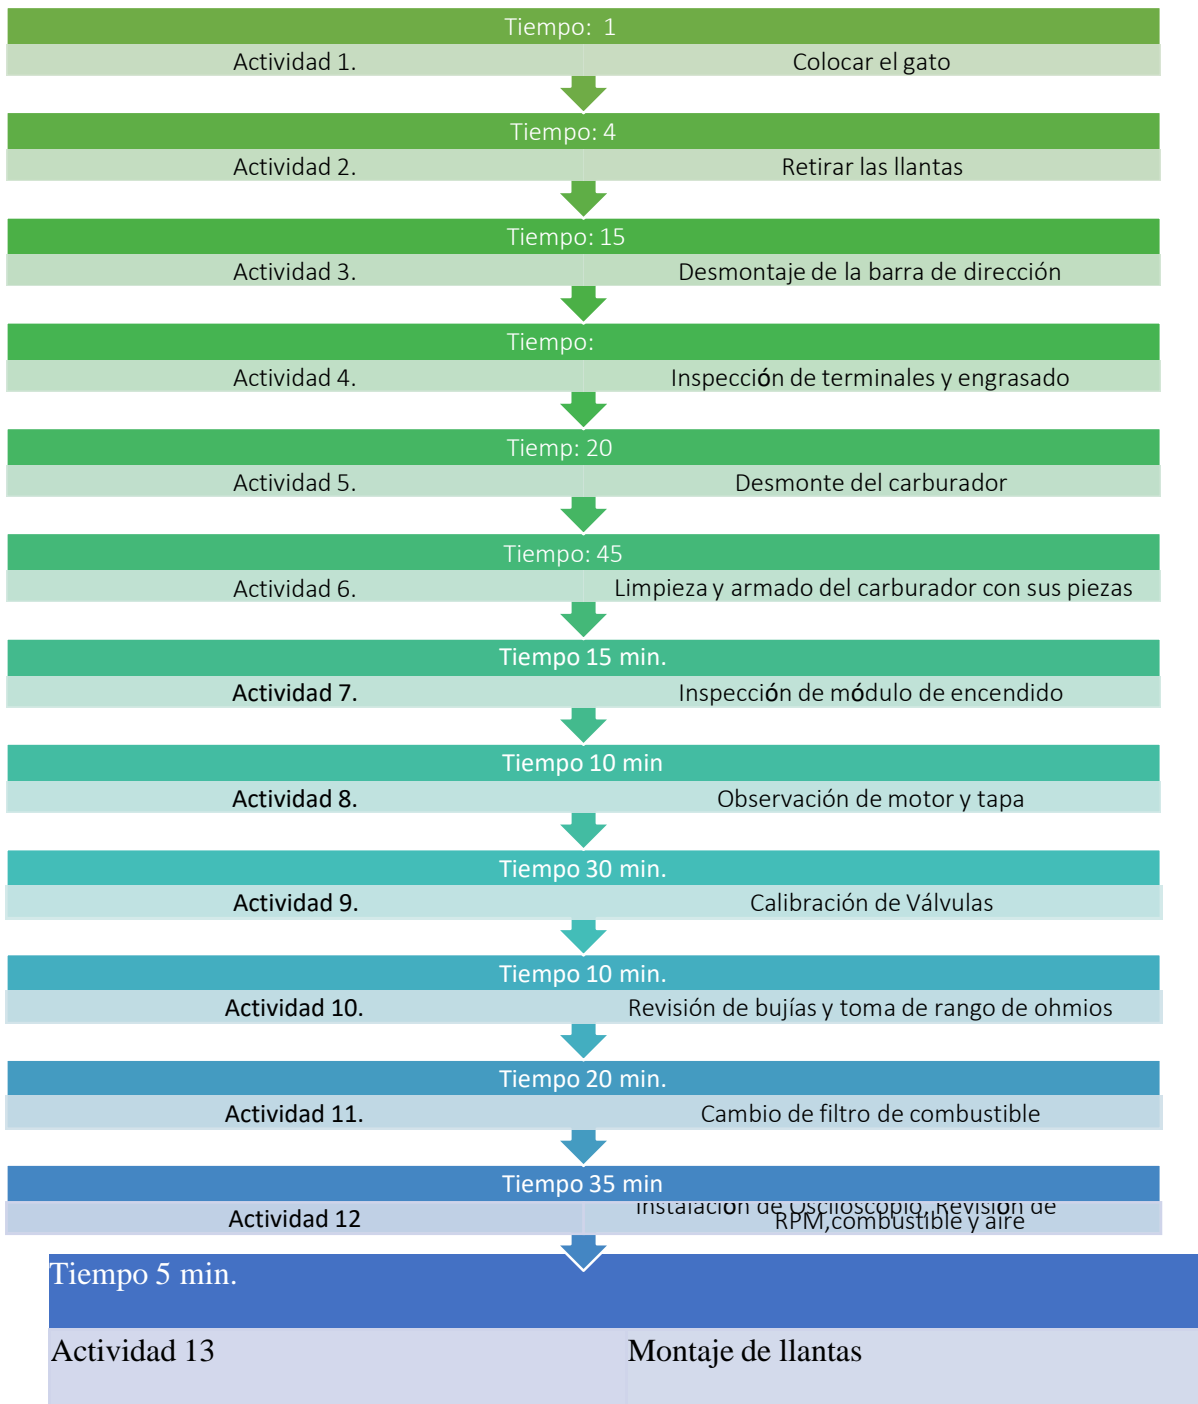 Tiempo: 1
Actividad 1. Colocar el gato
Tiempo: 4
Actividad 2. Retirar las llantas
Tiempo: 15
Actividad 3. Desmontaje de la barra de dirección
Tiempo:
Actividad 4. Inspección de terminales y engrasado
Tiemp: 20
Actividad 5. Desmonte del carburador
Tiempo: 45
Actividad 6. Limpieza y armado del carburador con sus piezas
Tiempo 15 min.
Actividad 7. Inspección de módulo de encendido
Tiempo 10 min
Actividad 8. Observación de motor y tapa
Tiempo 30 min.
Actividad 9. Calibración de Válvulas
Tiempo 10 min.
Actividad 10. Revisión de bujías y toma de rango de ohmios
Tiempo 20 min.
Actividad 11. Cambio de filtro de combustible
Tiempo 35 min
Actividad 12 Instalación de Osciloscopio, Revisión de
RPM,combustible y aire
Tiempo 5 min.
Actividad 13 Montaje de llantas